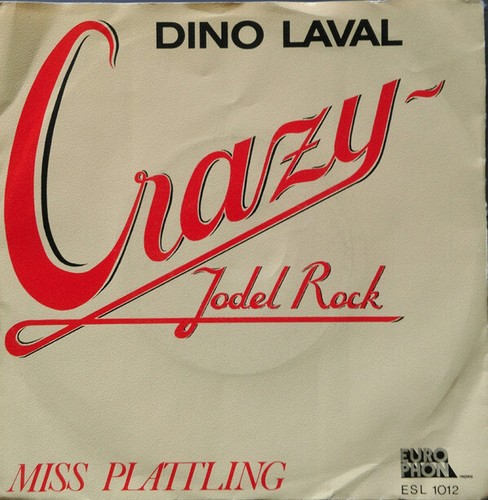 DINO LAVAL
Crazy-
Jodel Rock
MISS PLATTLING
EURO
PHON
ESL 1012